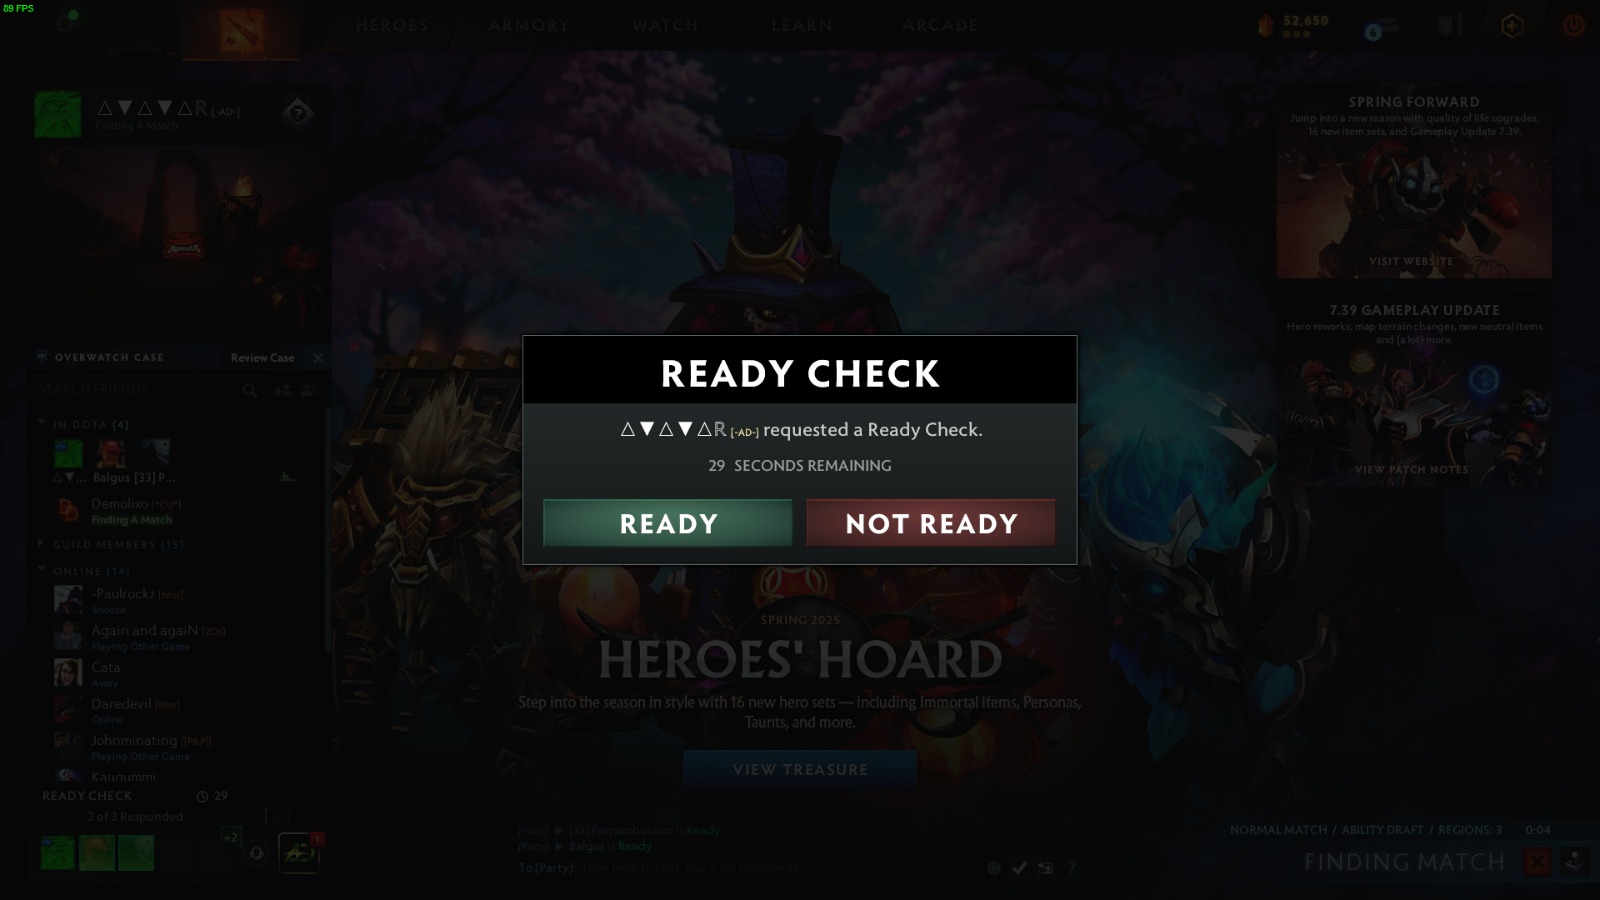 89 FPS
HEROES
ARMORY
WATCH
LEARN
ARCADE
52,650
6
△▼△▼△ℝ [-AD-]
Finding A Match
?
SPRING FORWARD
Jump into a new season with quality of life upgrades,
16 new item sets, and Gameplay Update 7.39.
VISIT WEBSITE
7.39 GAMEPLAY UPDATE
Hero reworks, map terrain changes, new neutral items
and (a lot) more.
VIEW PATCH NOTES
OVERWATCH CASE
Review Case
SEARCH FRIENDS
IN DOTA (4)
△▼... Balgus [33] P... :h...
Demolixo [*CU*]
Finding A Match
GUILD MEMBERS (15)
ONLINE (14)
-Paulrockz [tdor]
Snooze
Again and agaiN [2Os]
Playing Other Game
Cata
Away
Daredevil [tdor]
Online
Johnminating [[P&P]]
Playing Other Game
Kaugummi
READY CHECK 29
2 of 3 Responded
+2
1
READY CHECK
△▼△▼△ℝ [-AD-] requested a Ready Check.
29 SECONDS REMAINING
READY
NOT READY
SPRING 2025
HEROES' HOARD
Step into the season in style with 16 new hero sets — including Immortal items, Personas,
Taunts, and more.
VIEW TREASURE
(Party): ► [33] Pernambucano is Ready
(Party): ► Balgus is Ready
To (Party): Type here to chat. Use '/' for commands.
?
NORMAL MATCH / ABILITY DRAFT / REGIONS: 3 0:04
FINDING MATCH